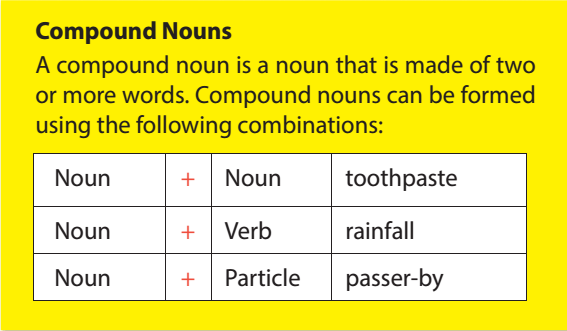 Compound Nouns
A compound noun is a noun that is made of two
or more words. Compound nouns can be formed
using the following combinations:
Noun + Noun toothpaste
Noun + Verb rainfall
Noun + Particle passer-by